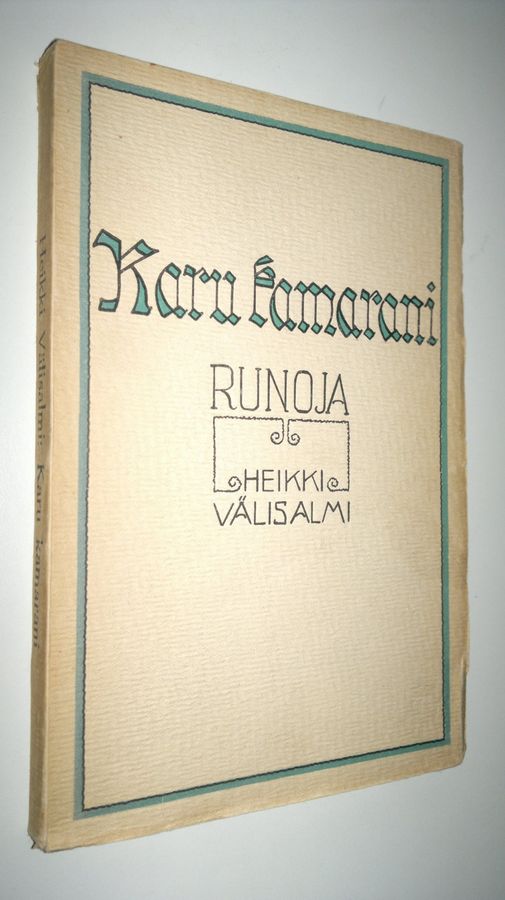 Karu kamarani
RUNOJA
HEIKKI
VÄLISALMI
Heikki Välisalmi: Karu kamarani